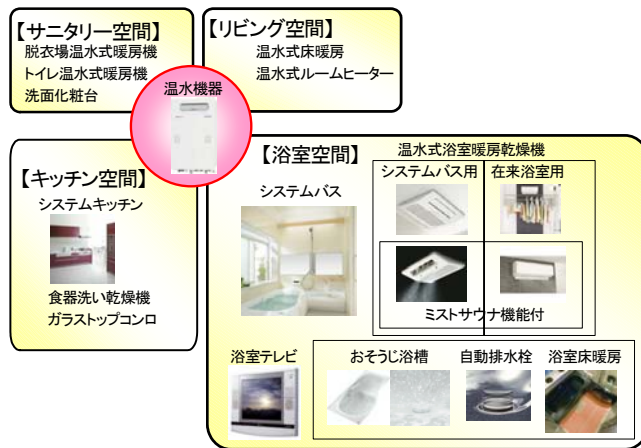 【サニタリー空間】
脱衣場温水式暖房機
トイレ温水式暖房機
洗面化粧台
【リビング空間】
温水式床暖房
温水式ルームヒーター
温水機器
【キッチン空間】
システムキッチン
食器洗い乾燥機
ガラストップコンロ
【浴室空間】
システムバス
温水式浴室暖房乾燥機
システムバス用
在来浴室用
ミストサウナ機能付
浴室テレビ
おそうじ浴槽
自動排水栓
浴室床暖房